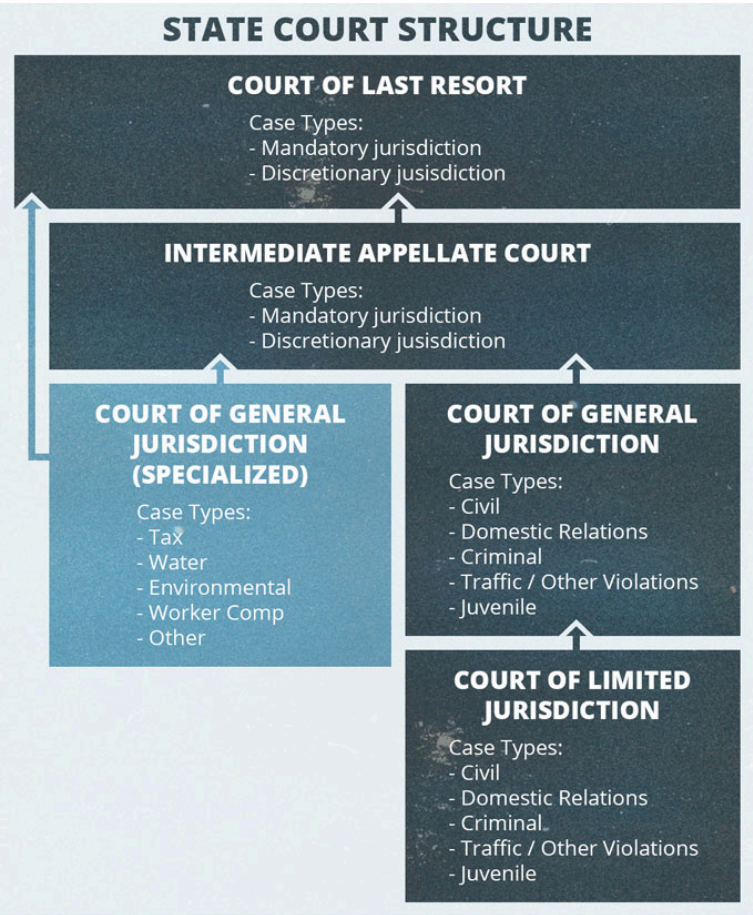 STATE COURT STRUCTURE
COURT OF LAST RESORT
Case Types:
- Mandatory jurisdiction
- Discretionary jusisdiction
INTERMEDIATE APPELLATE COURT
Case Types:
- Mandatory jurisdiction
- Discretionary jusisdiction
COURT OF GENERAL
JURISDICTION
(SPECIALIZED)
Case Types:
- Tax
- Water
- Environmental
- Worker Comp
- Other
COURT OF GENERAL
JURISDICTION
Case Types:
- Civil
- Domestic Relations
- Criminal
- Traffic / Other Violations
- Juvenile
COURT OF LIMITED
JURISDICTION
Case Types:
- Civil
- Domestic Relations
- Criminal
- Traffic / Other Violations
- Juvenile